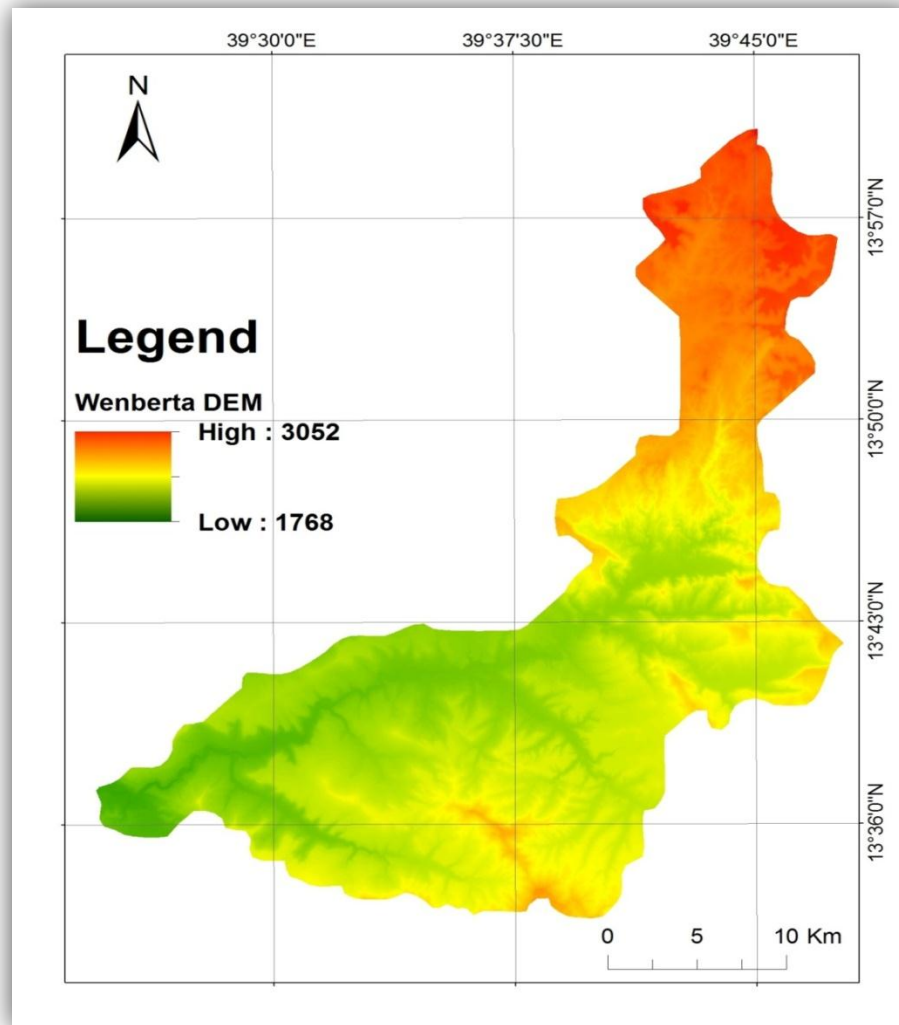 39°30'0"E 39°37'30"E 39°45'0"E
N
13°57'0"N
Legend
Wenberta DEM
High : 3052
Low : 1768
13°50'0"N
13°43'0"N
13°36'0"N
0 5 10 Km